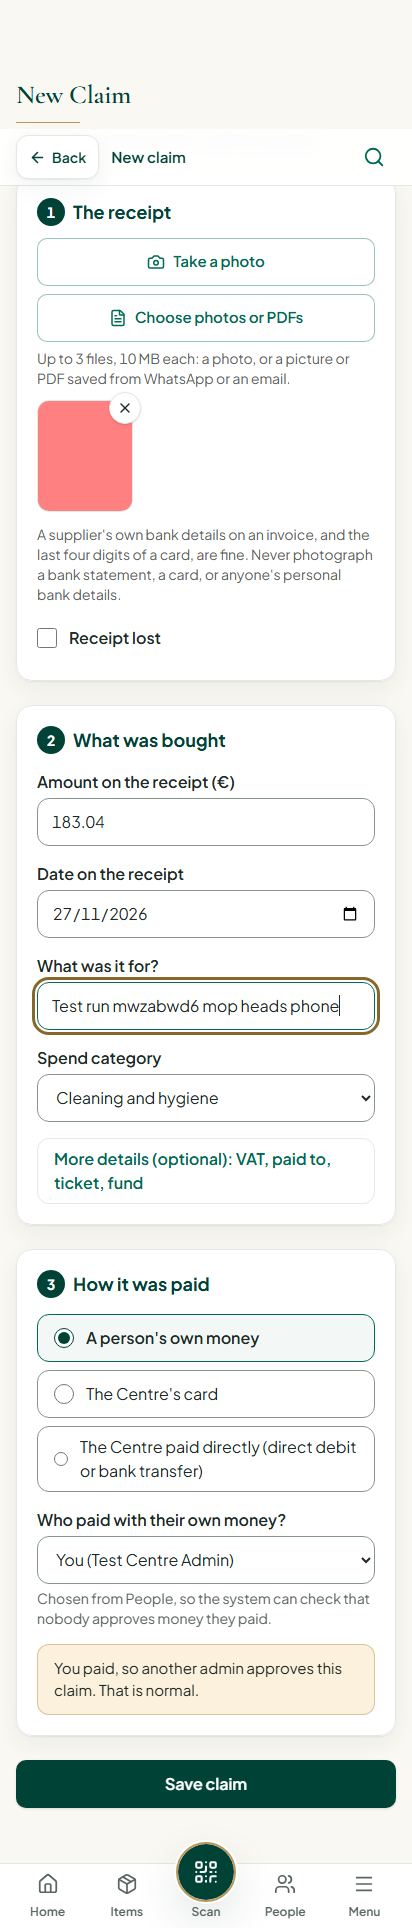 New Claim
Back
New claim
1 The receipt
Take a photo
Choose photos or PDFs
Up to 3 files, 10 MB each: a photo, or a picture or
PDF saved from WhatsApp or an email.
A supplier's own bank details on an invoice, and the
last four digits of a card, are fine. Never photograph
a bank statement, a card, or anyone's personal
bank details.
Receipt lost
2 What was bought
Amount on the receipt (€)
183.04
Date on the receipt
27/11/2026
What was it for?
Test run mwzabwd6 mop heads phone
Spend category
Cleaning and hygiene
More details (optional): VAT, paid to,
ticket, fund
3 How it was paid
A person's own money
The Centre's card
The Centre paid directly (direct debit
or bank transfer)
Who paid with their own money?
You (Test Centre Admin)
Chosen from People, so the system can check that
nobody approves money they paid.
You paid, so another admin approves this
claim. That is normal.
Save claim
Home
Items
Scan
People
Menu